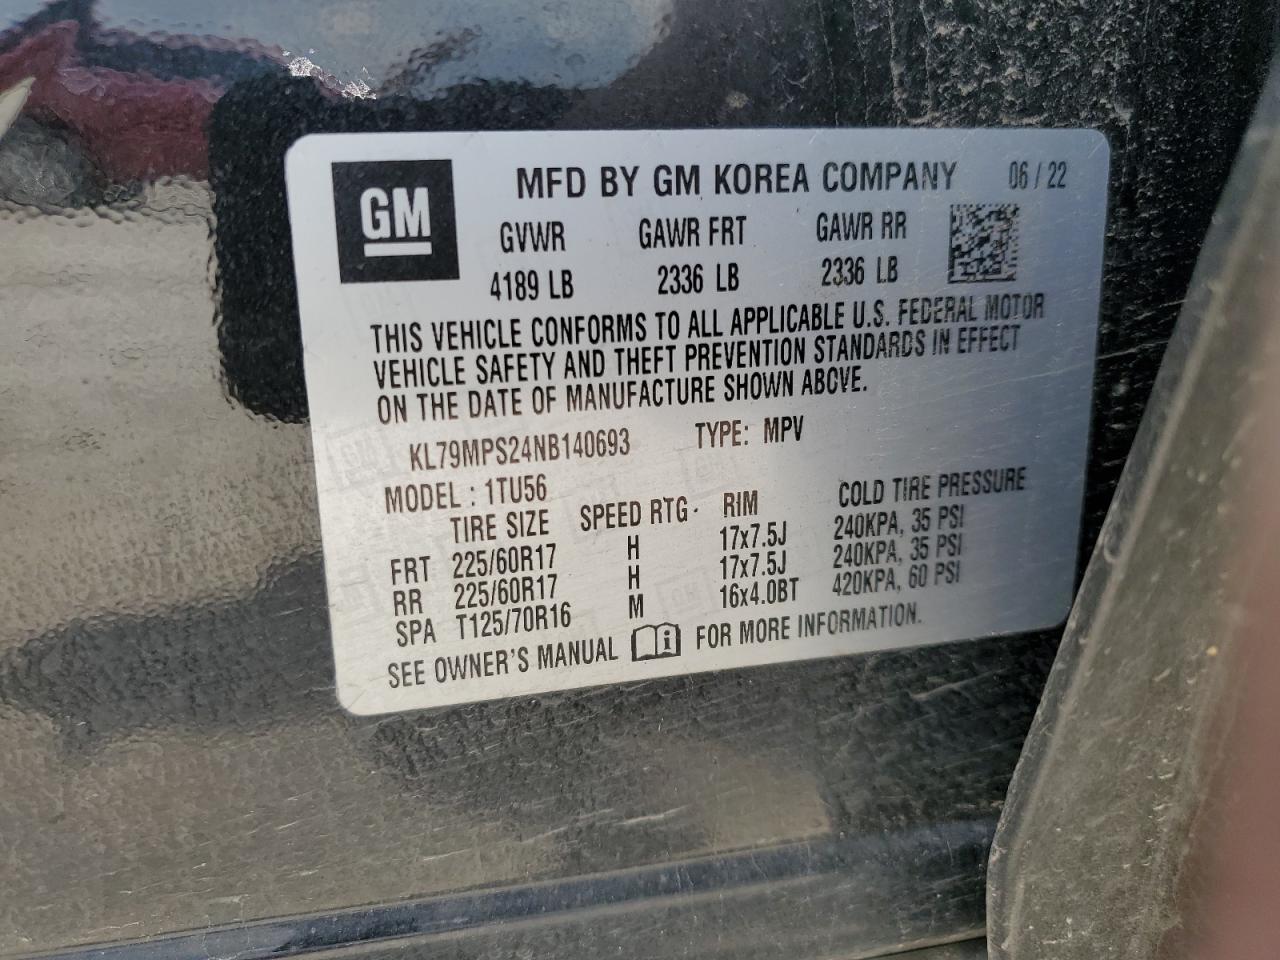 GM
MFD BY GM KOREA COMPANY 06/22
GVWR GAWR FRT GAWR RR
4189 LB 2336 LB 2336 LB
THIS VEHICLE CONFORMS TO ALL APPLICABLE U.S. FEDERAL MOTOR
VEHICLE SAFETY AND THEFT PREVENTION STANDARDS IN EFFECT
ON THE DATE OF MANUFACTURE SHOWN ABOVE.
KL79MPS24NB140693 TYPE: MPV
MODEL : 1TU56
TIRE SIZE SPEED RTG. RIM COLD TIRE PRESSURE
FRT 225/60R17 H 17x7.5J 240KPA, 35 PSI
RR 225/60R17 H 17x7.5J 240KPA, 35 PSI
SPA T125/70R16 M 16x4.0BT 420KPA, 60 PSI
SEE OWNER'S MANUAL i FOR MORE INFORMATION.